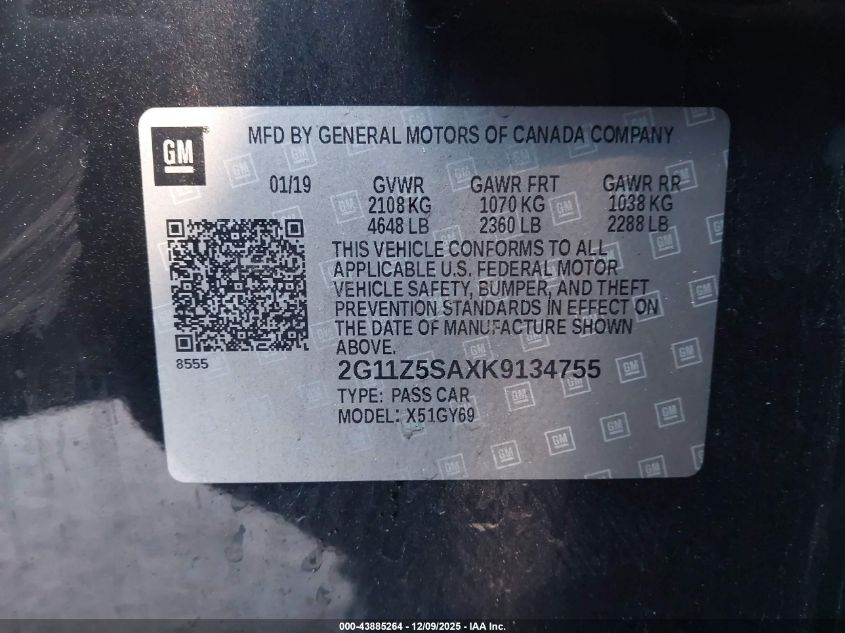 GM
MFD BY GENERAL MOTORS OF CANADA COMPANY
01/19 GVWR GAWR FRT GAWR RR
2108 KG 1070 KG 1038 KG
4648 LB 2360 LB 2288 LB
THIS VEHICLE CONFORMS TO ALL
APPLICABLE U.S. FEDERAL MOTOR
VEHICLE SAFETY, BUMPER, AND THEFT
PREVENTION STANDARDS IN EFFECT ON
THE DATE OF MANUFACTURE SHOWN
ABOVE.
8555
2G11Z5SAXK9134755
TYPE: PASS CAR
MODEL: X51GY69
000-43885264 - 12/09/2025 - IAA Inc.